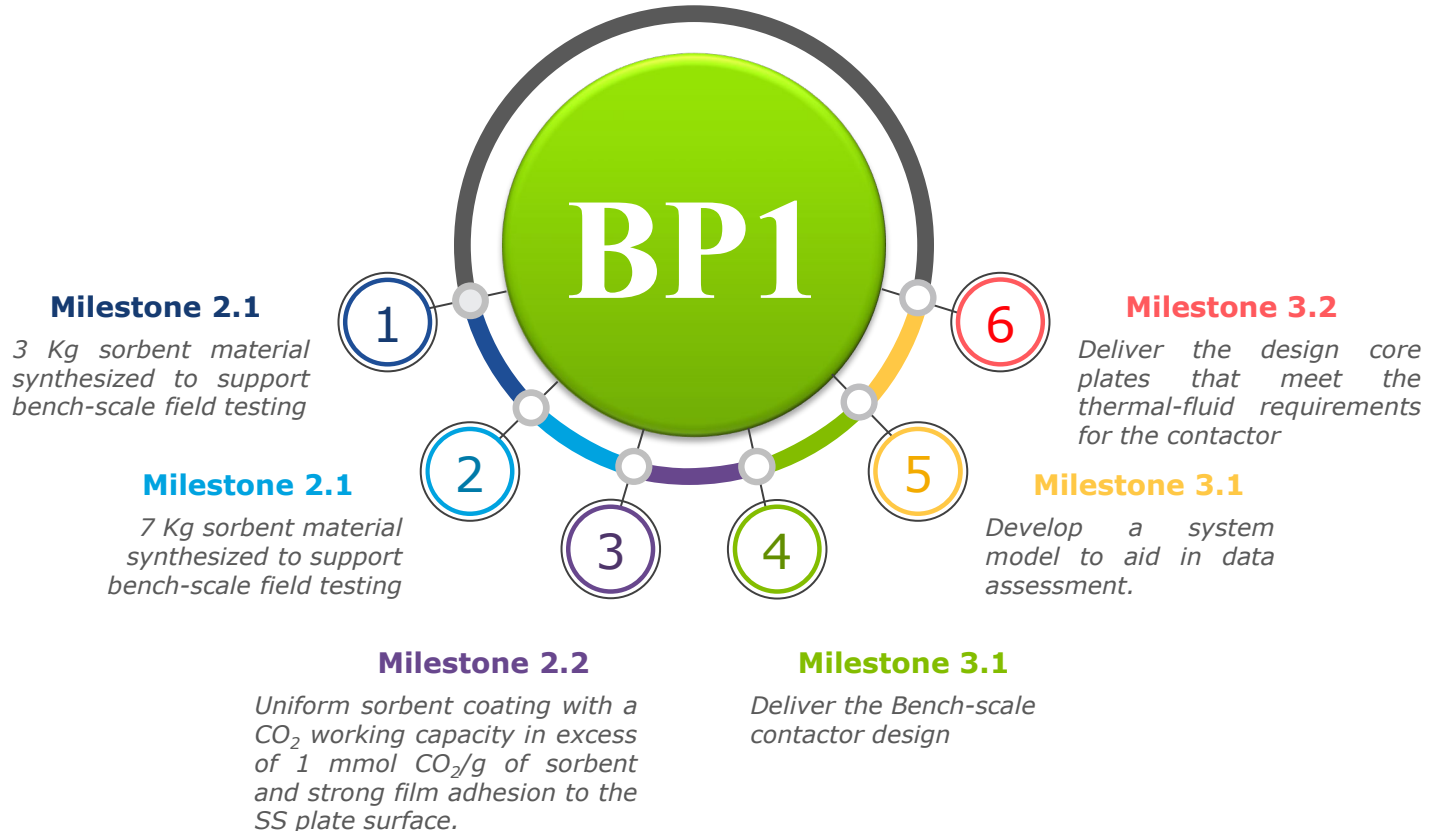 BP1
1
Milestone 2.1
3 Kg sorbent material
synthesized to support
bench-scale field testing
2
Milestone 2.1
7 Kg sorbent material
synthesized to support
bench-scale field testing
3
Milestone 2.2
Uniform sorbent coating with a
CO₂ working capacity in excess
of 1 mmol CO₂/g of sorbent
and strong film adhesion to the
SS plate surface.
4
Milestone 3.1
Deliver the Bench-scale
contactor design
5
Milestone 3.1
Develop a system
model to aid in data
assessment.
6
Milestone 3.2
Deliver the design core
plates that meet the
thermal-fluid requirements
for the contactor